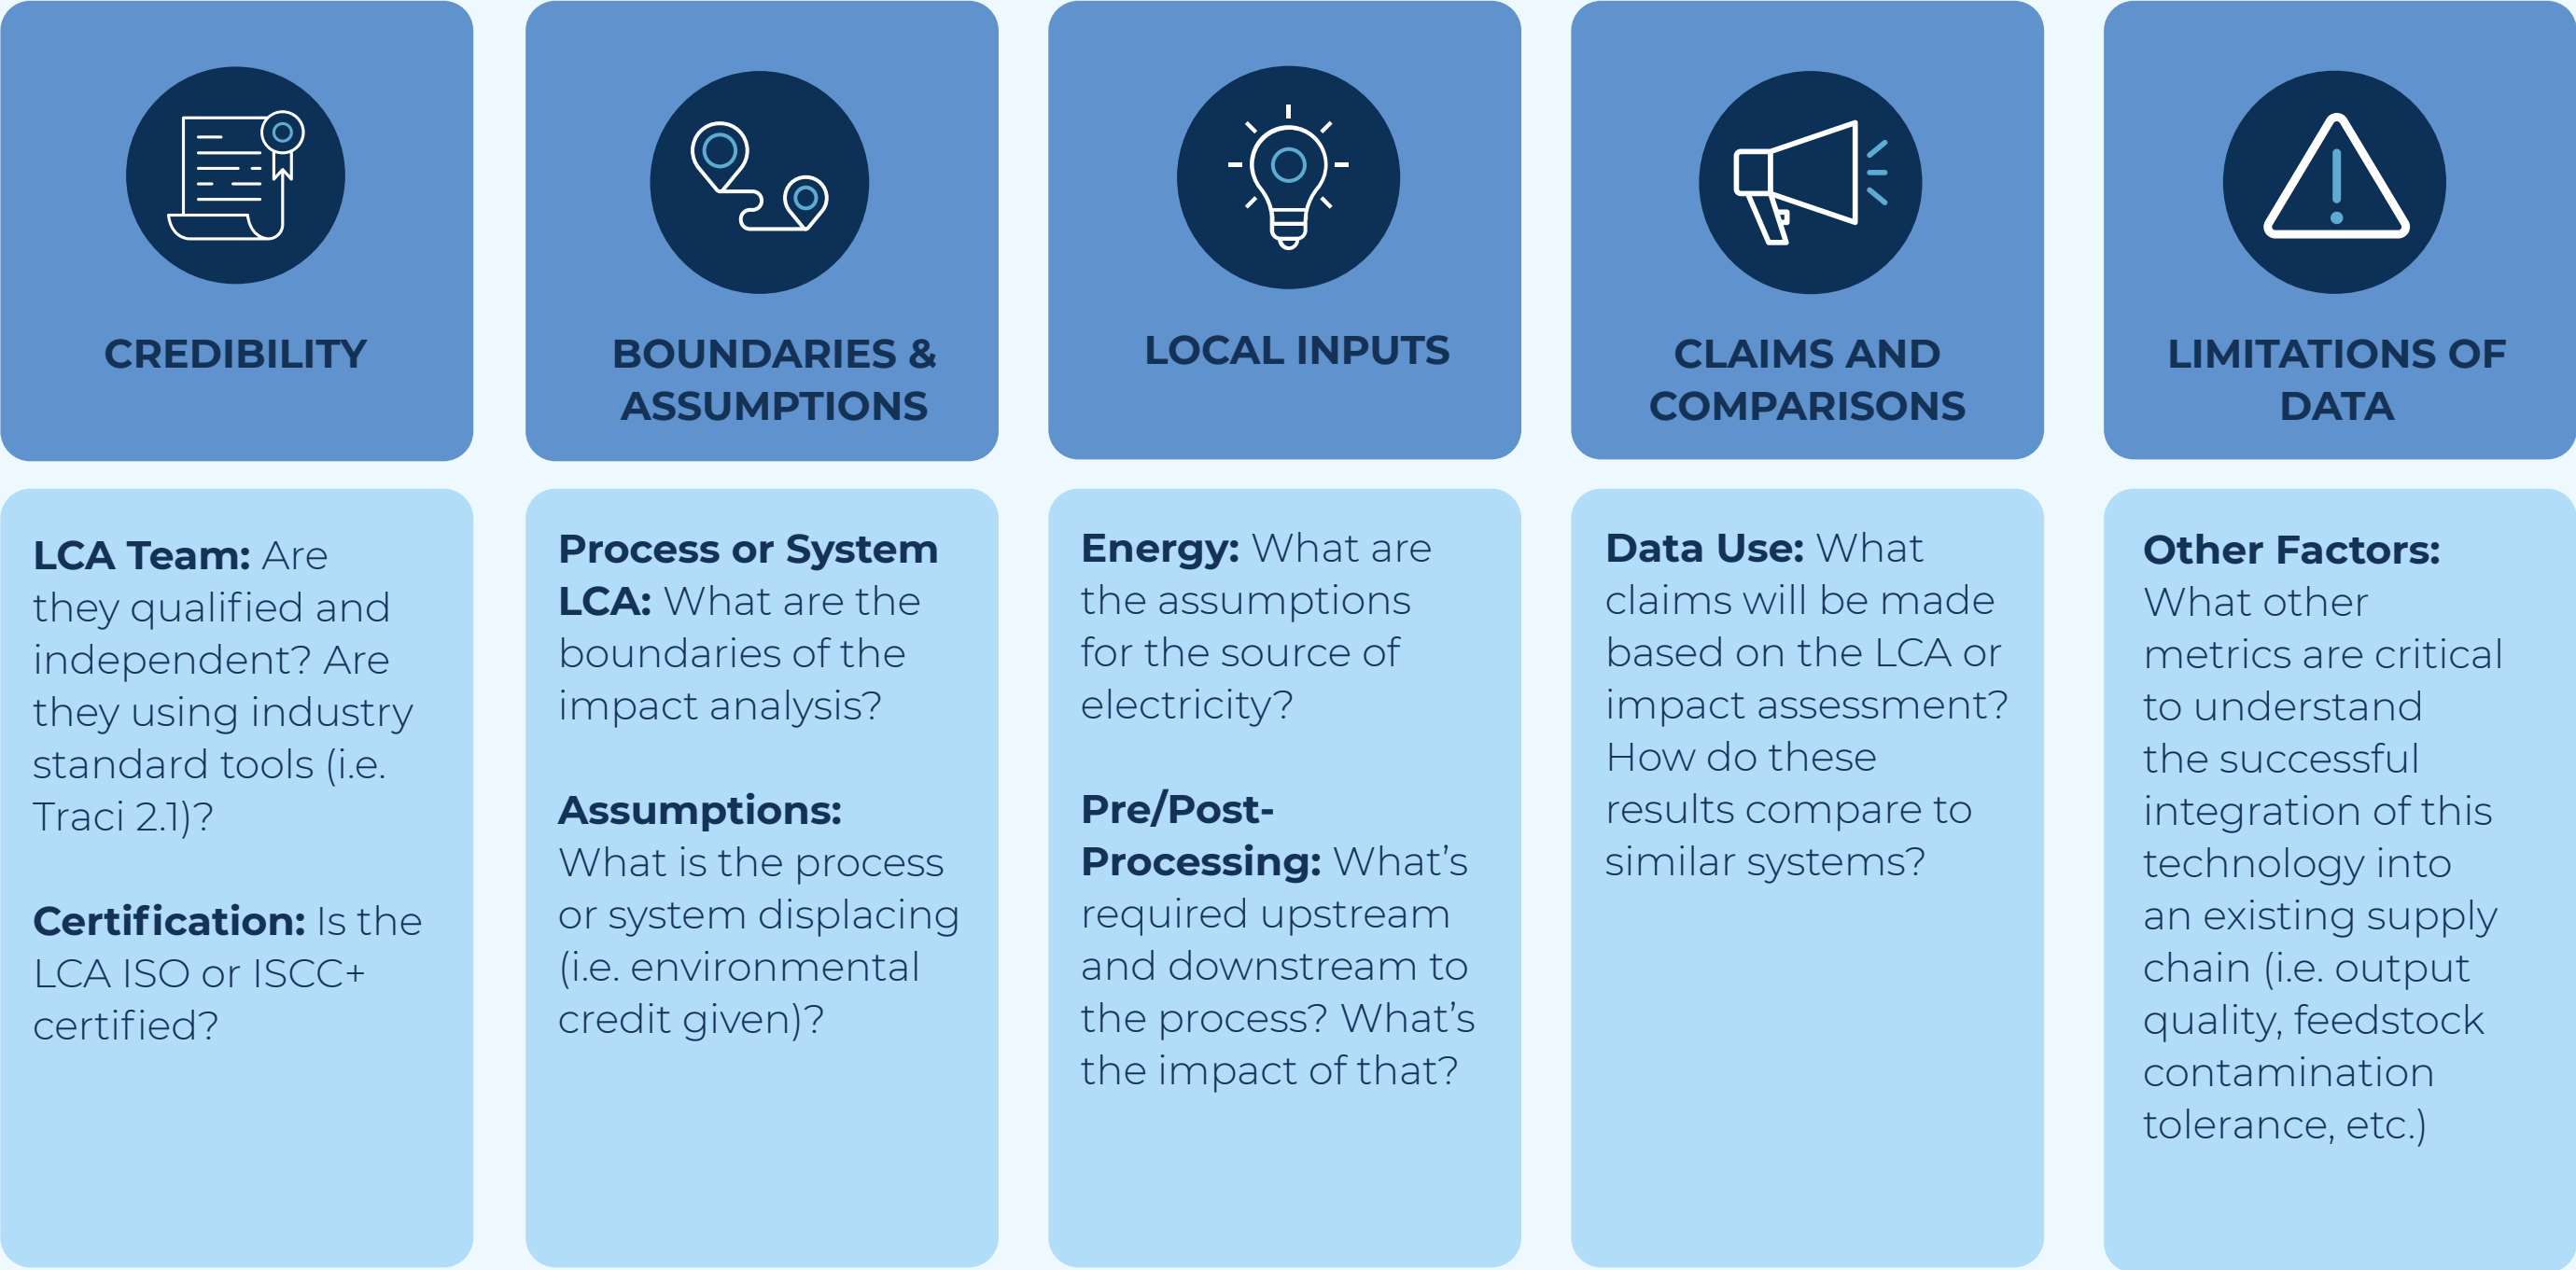 CREDIBILITY
LCA Team: Are
they qualified and
independent? Are
they using industry
standard tools (i.e.
Traci 2.1)?
Certification: Is the
LCA ISO or ISCC+
certified?
BOUNDARIES &
ASSUMPTIONS
Process or System
LCA: What are the
boundaries of the
impact analysis?
Assumptions:
What is the process
or system displacing
(i.e. environmental
credit given)?
LOCAL INPUTS
Energy: What are
the assumptions
for the source of
electricity?
Pre/Post-
Processing: What’s
required upstream
and downstream to
the process? What’s
the impact of that?
CLAIMS AND
COMPARISONS
Data Use: What
claims will be made
based on the LCA or
impact assessment?
How do these
results compare to
similar systems?
LIMITATIONS OF
DATA
Other Factors:
What other
metrics are critical
to understand
the successful
integration of this
technology into
an existing supply
chain (i.e. output
quality, feedstock
contamination
tolerance, etc.)